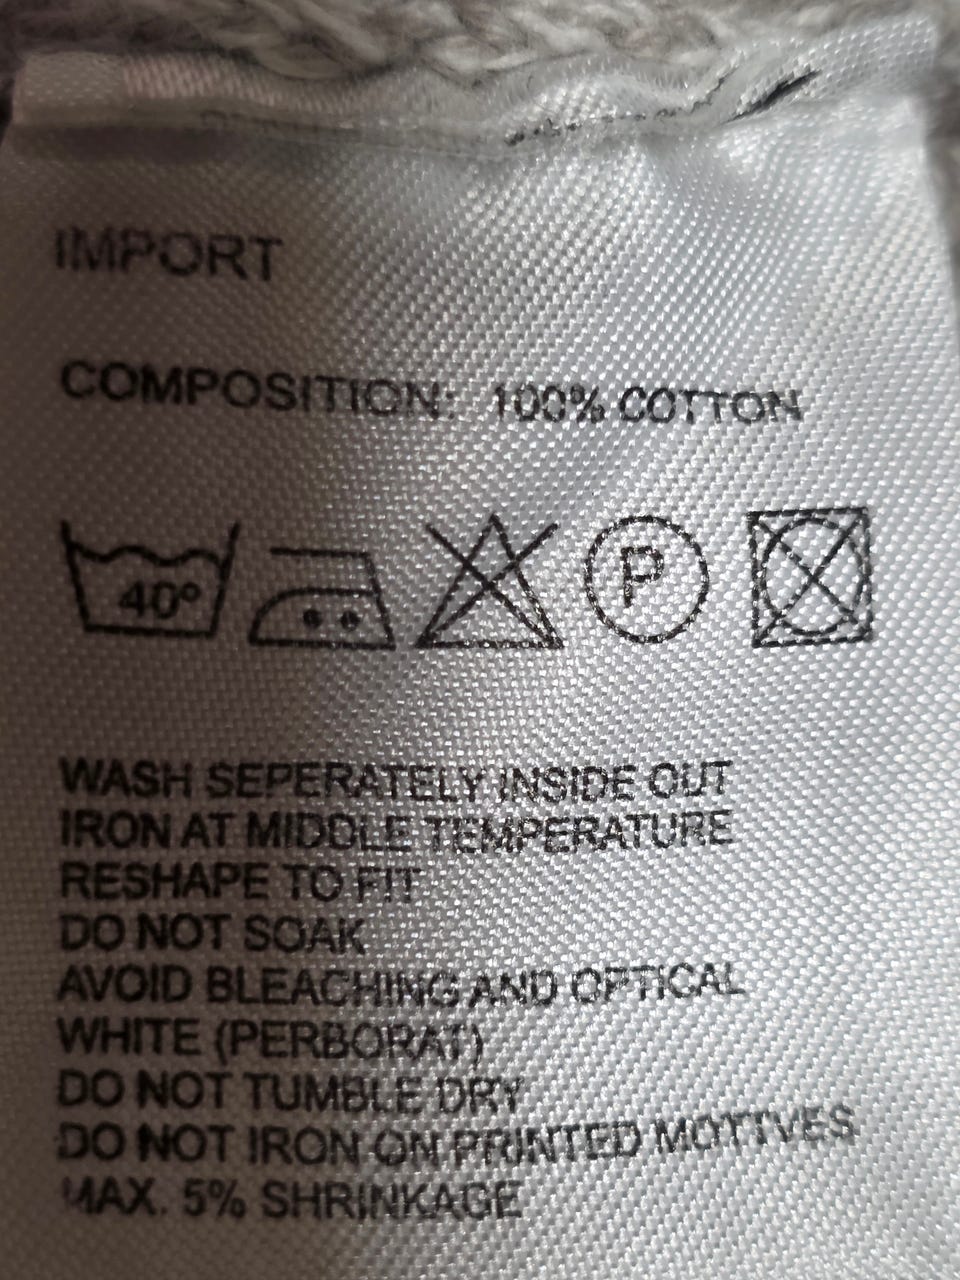 IMPORT
COMPOSITION: 100% COTTON
40° P
WASH SEPERATELY INSIDE OUT
IRON AT MIDDLE TEMPERATURE
RESHAPE TO FIT
DO NOT SOAK
AVOID BLEACHING AND OPTICAL
WHITE (PERBORAT)
DO NOT TUMBLE DRY
DO NOT IRON ON PRINTED MOTTVES
MAX. 5% SHRINKAGE